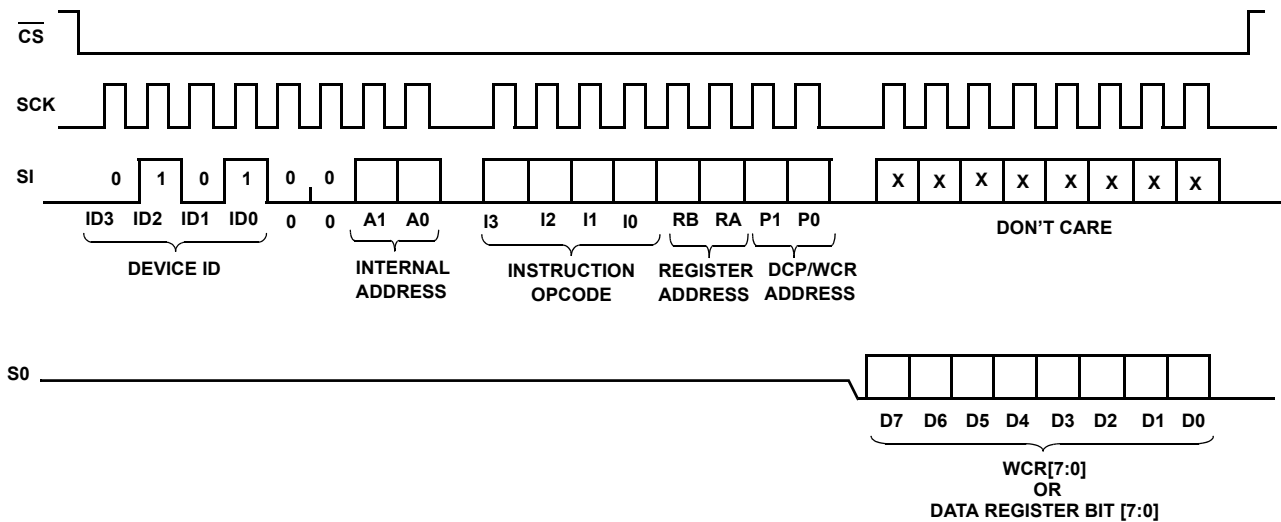 CS
SCK
SI 0 1 0 1 0 0 X X X X X X X X
ID3 ID2 ID1 ID0 0 0 A1 A0 I3 I2 I1 I0 RB RA P1 P0 DON'T CARE
DEVICE ID INTERNAL ADDRESS INSTRUCTION OPCODE REGISTER ADDRESS DCP/WCR ADDRESS
S0
D7 D6 D5 D4 D3 D2 D1 D0
WCR[7:0]
OR
DATA REGISTER BIT [7:0]